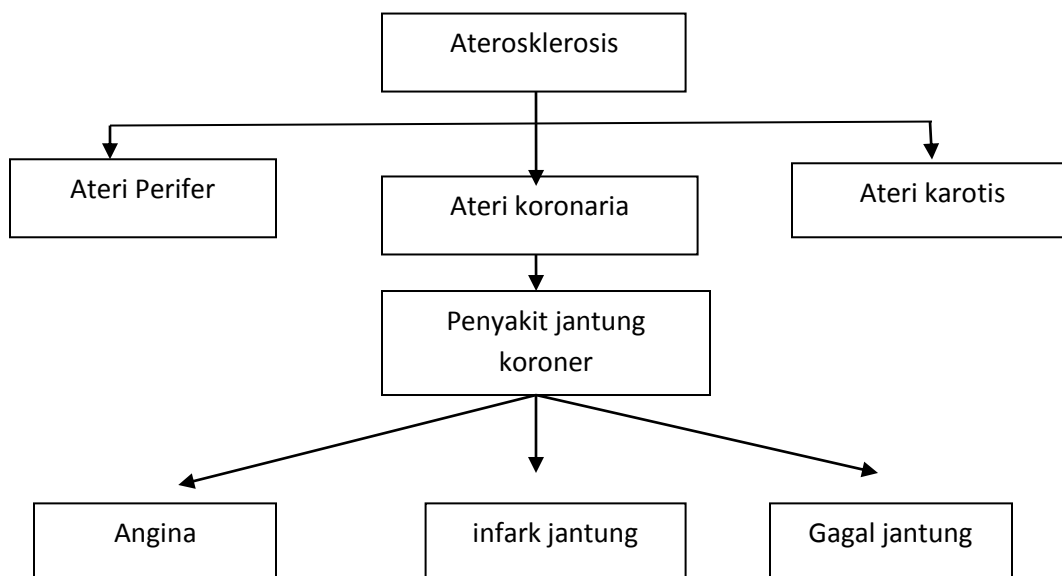 Aterosklerosis
Ateri Perifer
Ateri koronaria
Ateri karotis
Penyakit jantung
koroner
Angina
infark jantung
Gagal jantung